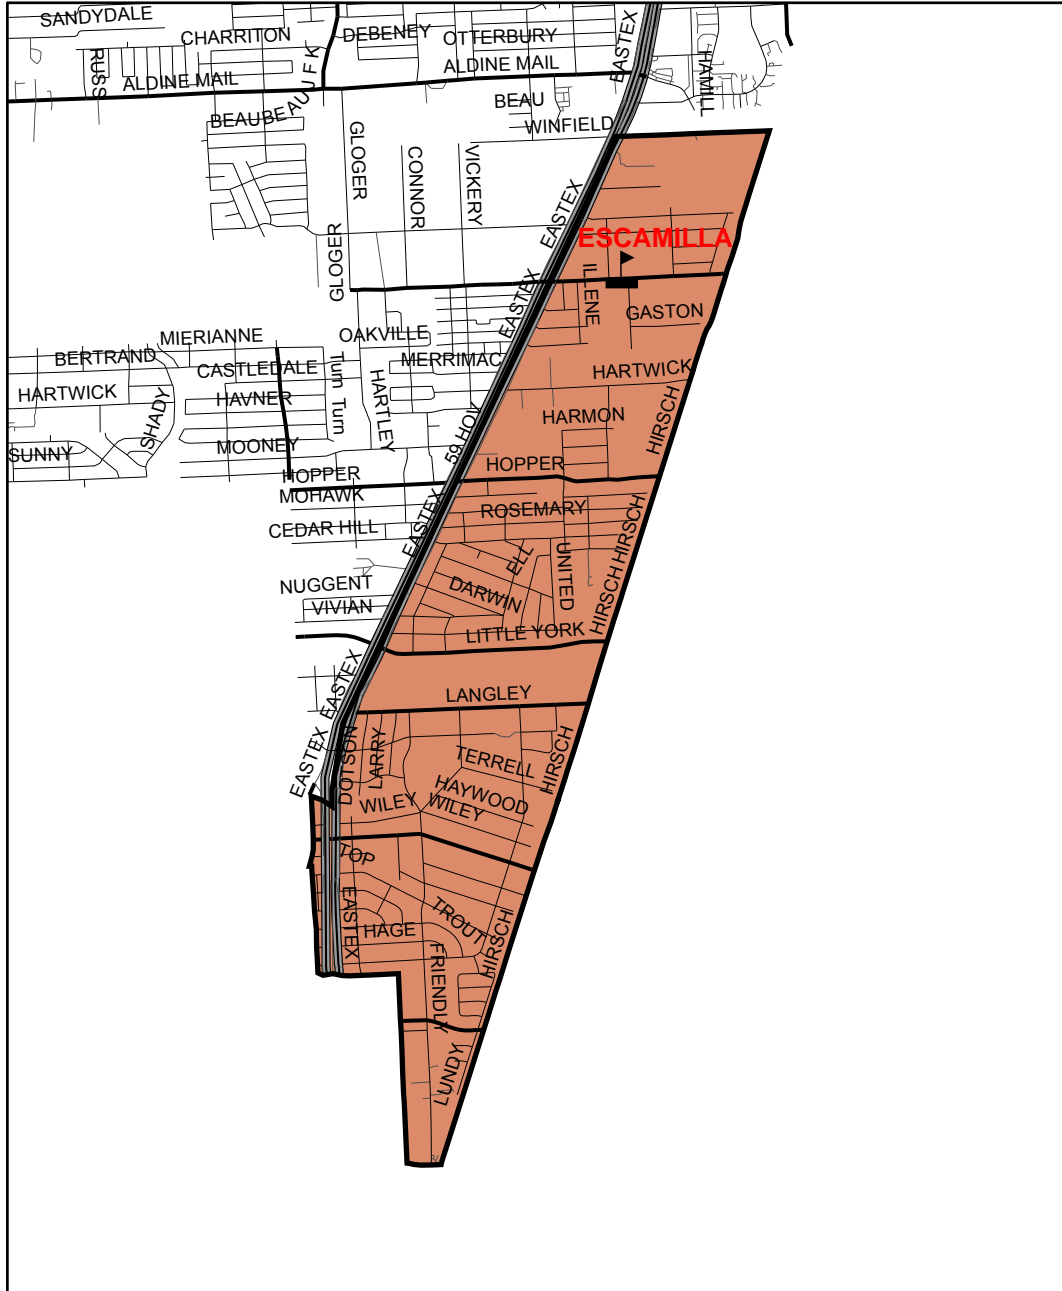 SANDYDALE
CHARRITON
DEBENEY
OTTERBURY
EASTEX
RUSS
ALDINE MAIL
J F K
ALDINE MAIL
HAMILL
BEAU
BEAU
BEAU
WINFIELD
GLOGER
CONNOR
VICKERY
EASTEX
ESCAMILLA
GLOGER
ILLENE
EASTEX
GASTON
MIERIANNE
OAKVILLE
BERTRAND
CASTLEDALE
MERRIMAC
HARTWICK
HARTWICK
HAVNER
Turn Turn
HARTLEY
SHADY
HARMON
HIRSCH
SUNNY
MOONEY
59 HOV
HOPPER
HOPPER
MOHAWK
ROSEMARY
CEDAR HILL
EASTEX
HIRSCH
ELL
UNITED
NUGGENT
DARWIN
HIRSCH
VIVIAN
LITTLE YORK
EASTEX
LANGLEY
EASTEX
DOTSON
LARRY
TERRELL
HIRSCH
WILEY
HAYWOOD
WILEY
TOP
EASTEX
HAGE
TROUT
HIRSCH
FRIENDLY
LUNDY